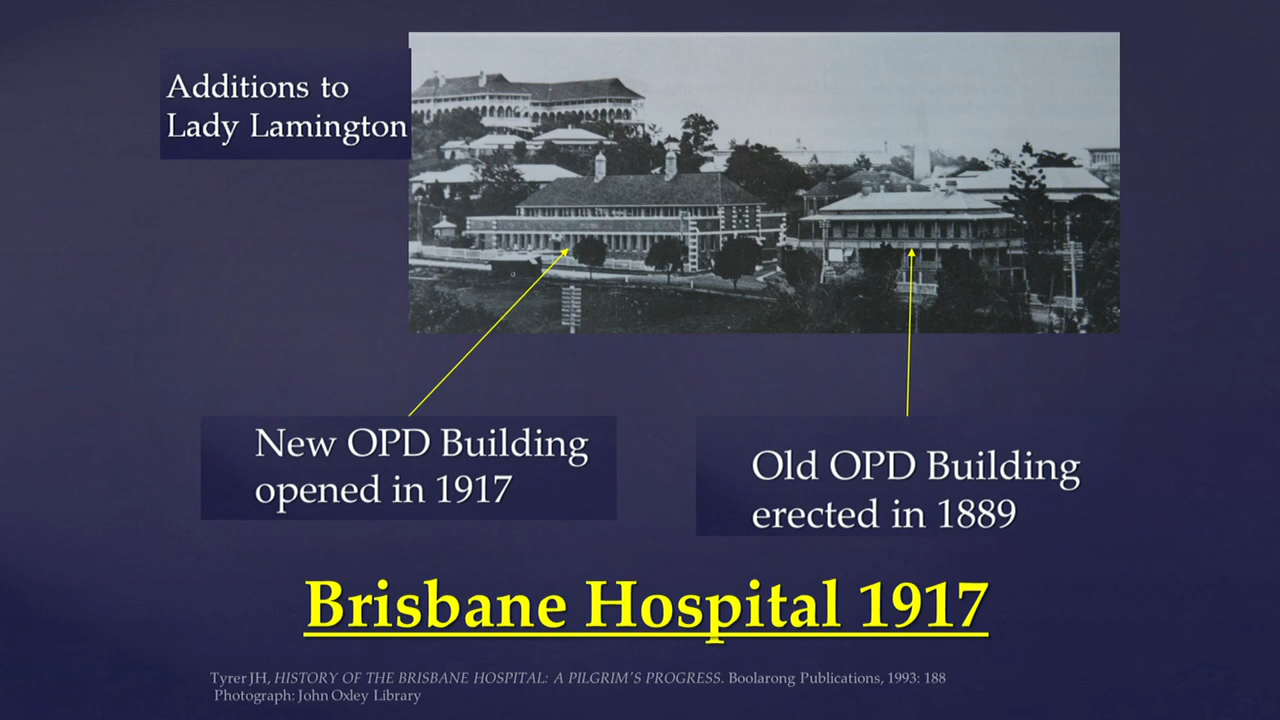 Additions to
Lady Lamington
New OPD Building
opened in 1917
Old OPD Building
erected in 1889
Brisbane Hospital 1917
Tyrer JH, HISTORY OF THE BRISBANE HOSPITAL: A PILGRIM'S PROGRESS. Boolarong Publications, 1993: 188
Photograph: John Oxley Library